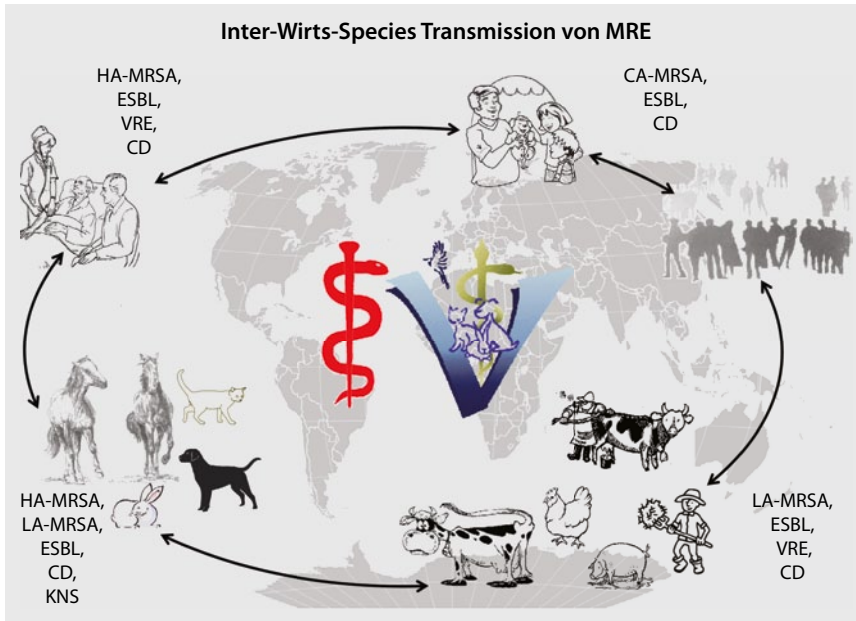 Inter-Wirts-Species Transmission von MRE
HA-MRSA,
ESBL,
VRE,
CD
CA-MRSA,
ESBL,
CD
HA-MRSA,
LA-MRSA,
ESBL,
CD,
KNS
LA-MRSA,
ESBL,
VRE,
CD